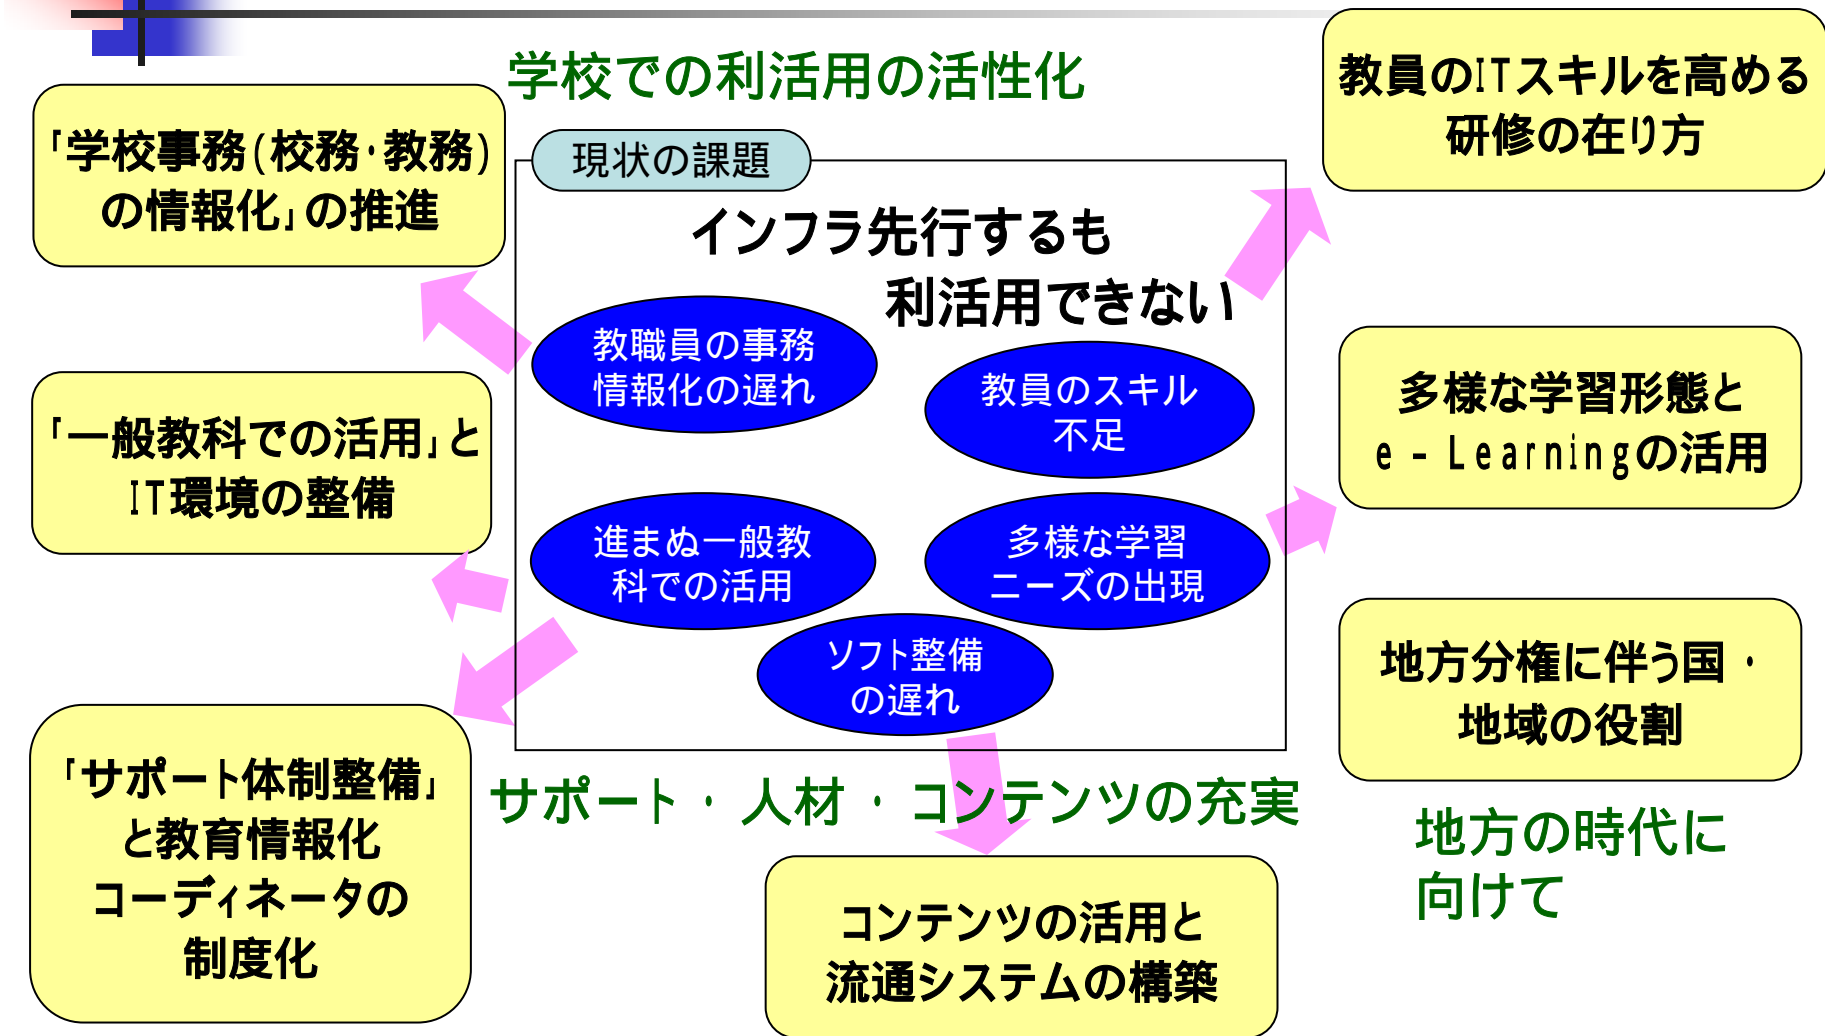 学校での利活用の活性化
教員のITスキルを高める
研修の在り方
「学校事務(校務・教務)
の情報化」の推進
現状の課題
インフラ先行するも
利活用できない
教職員の事務
情報化の遅れ
教員のスキル
不足
「一般教科での活用」と
IT環境の整備
多様な学習形態と
e－Learningの活用
進まぬ一般教
科での活用
多様な学習
ニーズの出現
ソフト整備
の遅れ
地方分権に伴う国・
地域の役割
「サポート体制整備」
と教育情報化
コーディネータの
制度化
サポート・人材・コンテンツの充実
地方の時代に
向けて
コンテンツの活用と
流通システムの構築